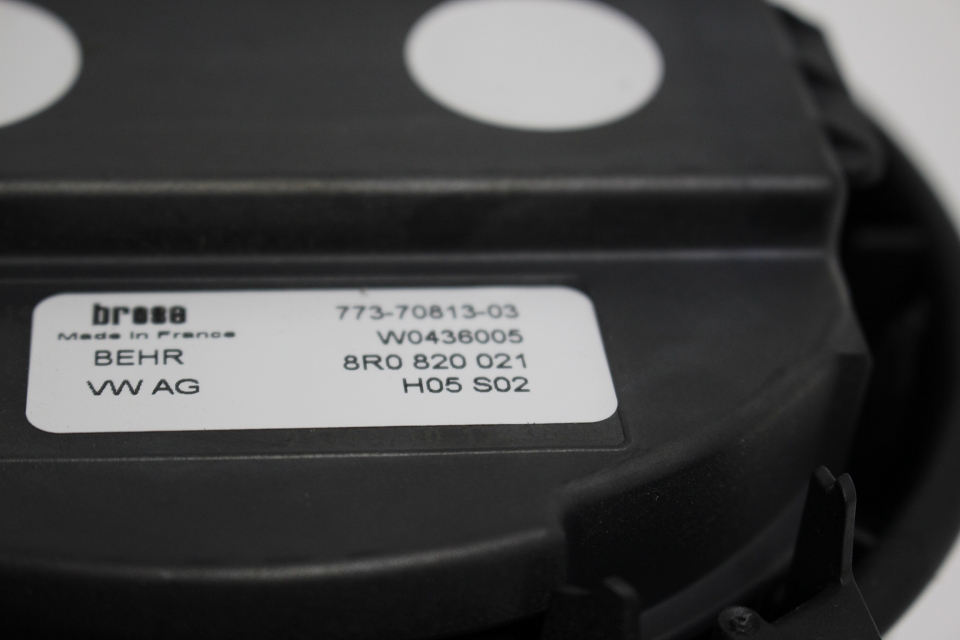 brose 773-70813-03
Made in France W0436005
BEHR 8R0 820 021
VW AG H05 S02